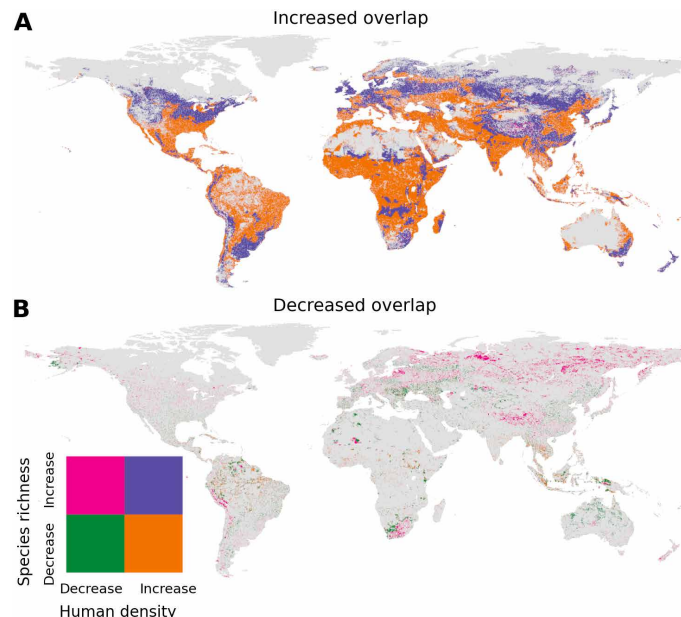 A
Increased overlap
B
Decreased overlap
Species richness
Increase
Decrease
Decrease
Increase
Human density